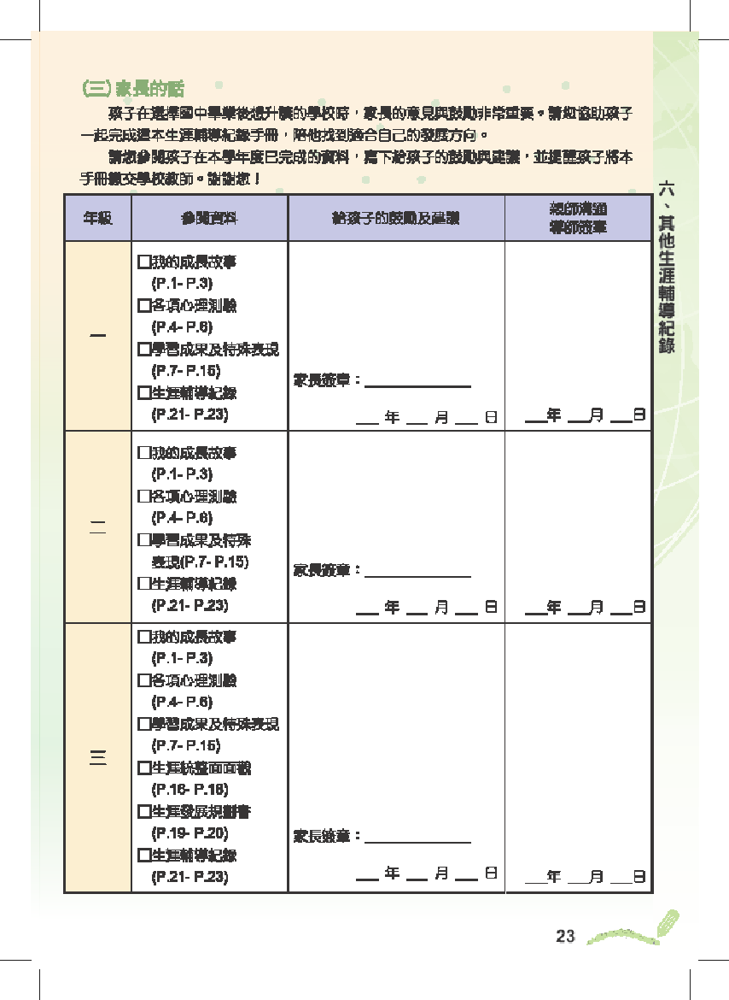 (三) 家長的話
孩子在選擇國中畢業後想升讀的學校時，家長的意見與鼓勵非常重要。請您協助孩子
一起完成這本生涯輔導紀錄手冊，陪他找到適合自己的發展方向。
請您參閱孩子在本學年度已完成的資料，寫下給孩子的鼓勵與建議，並提醒孩子將本
手冊繳交學校教師。謝謝您！
年級 參閱資料 給孩子的鼓勵及建議 親師溝通
導師簽章
一
□我的成長故事
(P.1- P.3)
□各項心理測驗
(P.4- P.6)
□學習成果及特殊表現
(P.7- P.15)
□生涯輔導紀錄
(P.21- P.23)
家長簽章：
年 月 日
年 月 日
二
□我的成長故事
(P.1- P.3)
□各項心理測驗
(P.4- P.6)
□學習成果及特殊
表現(P.7- P.15)
□生涯輔導紀錄
(P.21- P.23)
家長簽章：
年 月 日
年 月 日
三
□我的成長故事
(P.1- P.3)
□各項心理測驗
(P.4- P.6)
□學習成果及特殊表現
(P.7- P.15)
□生涯統整面面觀
(P.16- P.18)
□生涯發展規劃書
(P.19- P.20)
□生涯輔導紀錄
(P.21- P.23)
家長簽章：
年 月 日
年 月 日
六、其他生涯輔導紀錄
23